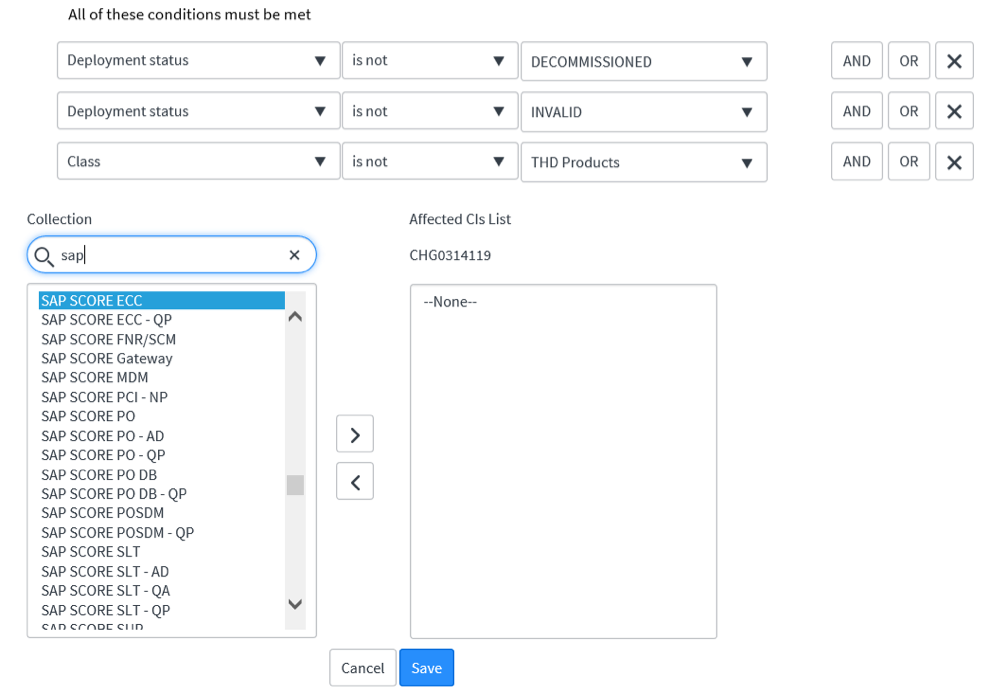 All of these conditions must be met
Deployment status is not DECOMMISSIONED AND OR
Deployment status is not INVALID AND OR
Class is not THD Products AND OR
Collection
Affected CIs List
sap
CHG0314119
SAP SCORE ECC
SAP SCORE ECC - QP
SAP SCORE FNR/SCM
SAP SCORE Gateway
SAP SCORE MDM
SAP SCORE PCI - NP
SAP SCORE PO
SAP SCORE PO - AD
SAP SCORE PO - QP
SAP SCORE PO DB
SAP SCORE PO DB - QP
SAP SCORE POSDM
SAP SCORE POSDM - QP
SAP SCORE SLT
SAP SCORE SLT - AD
SAP SCORE SLT - QA
SAP SCORE SLT - QP
SAP SCORE SUP
--None--
Cancel Save